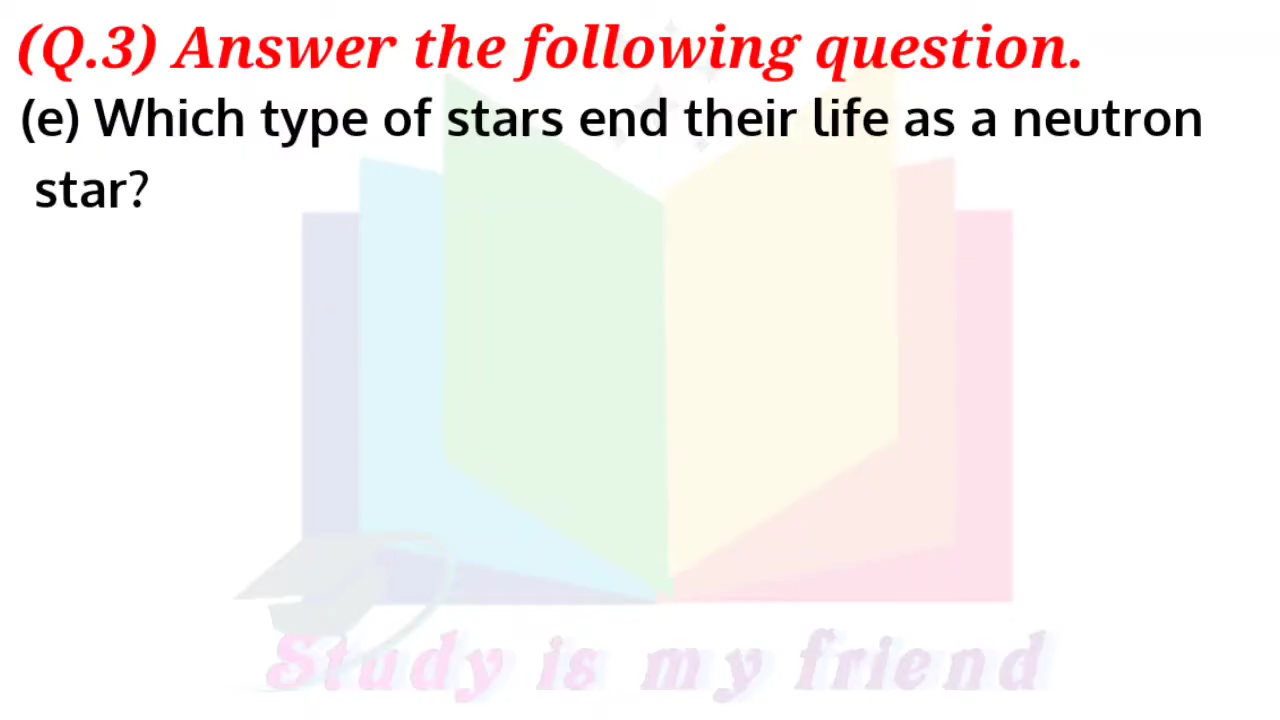 (Q.3) Answer the following question.
(e) Which type of stars end their life as a neutron
star?
Study is my friend